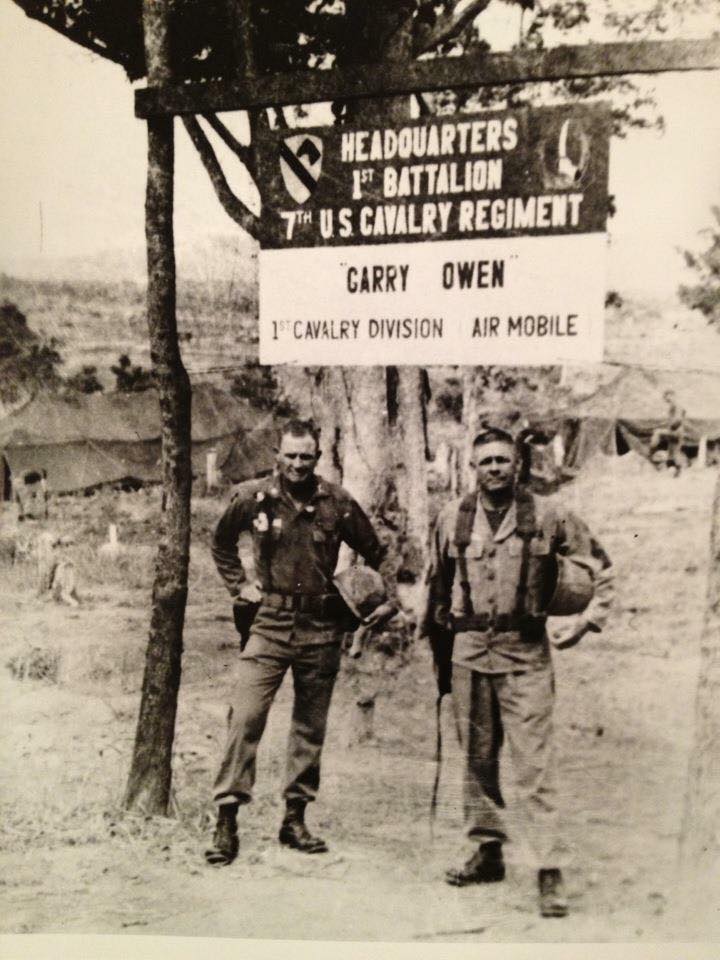 HEADQUARTERS
1ST BATTALION
7TH U.S. CAVALRY REGIMENT
"GARRY OWEN"
1ST CAVALRY DIVISION AIR MOBILE